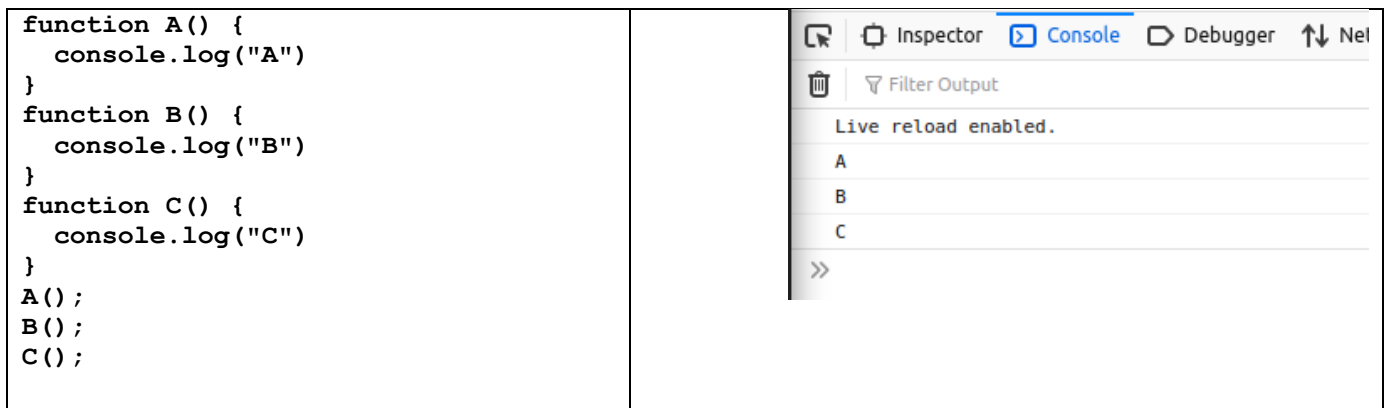 function A() {
  console.log("A")
}
function B() {
  console.log("B")
}
function C() {
  console.log("C")
}
A();
B();
C();
Inspector Console Debugger Net
Filter Output
Live reload enabled.
A
B
C
»